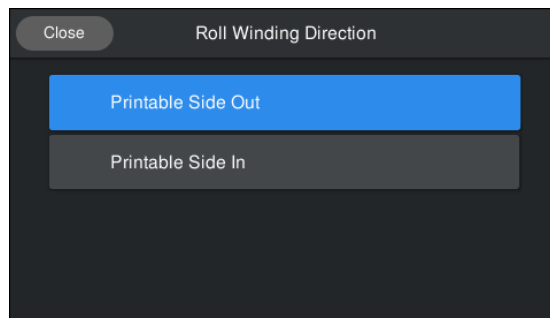 Close
Roll Winding Direction
Printable Side Out
Printable Side In